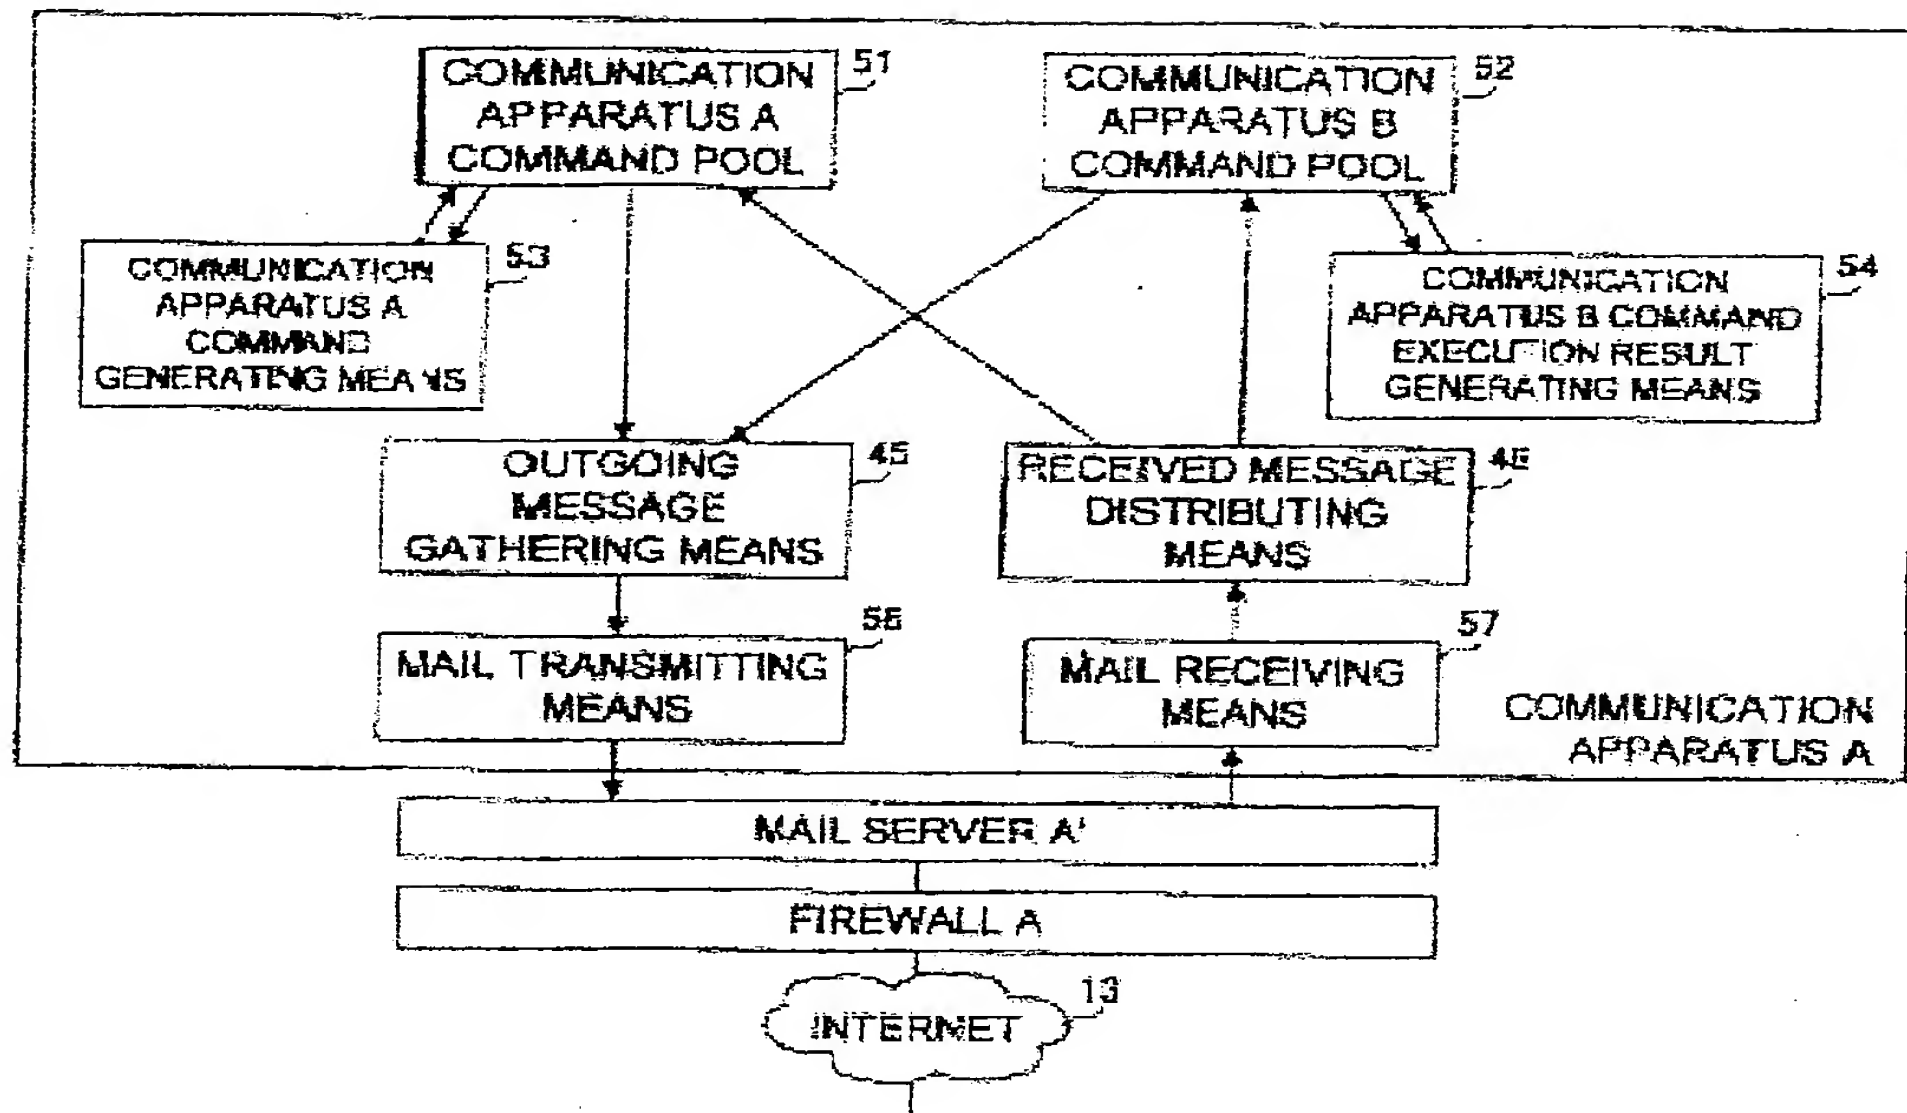 51
COMMUNICATION
APPARATUS A
COMMAND POOL
52
COMMUNICATION
APPARATUS B
COMMAND POOL
53
COMMUNICATION
APPARATUS A
COMMAND
GENERATING MEANS
54
COMMUNICATION
APPARATUS B COMMAND
EXECUTION RESULT
GENERATING MEANS
45
OUTGOING
MESSAGE
GATHERING MEANS
RECEIVED MESSAGE
DISTRIBUTING
MEANS
MAIL TRANSMITTING
MEANS
57
MAIL RECEIVING
MEANS
COMMUNICATION
APPARATUS A
MAIL SERVER A'
FIREWALL A
13
INTERNET